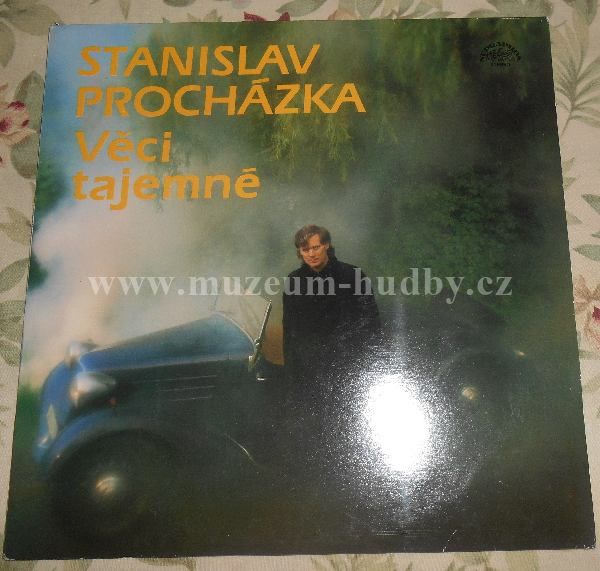 STANISLAV
PROCHÁZKA
Věci
tajemné
www.muzeum-hudby.cz